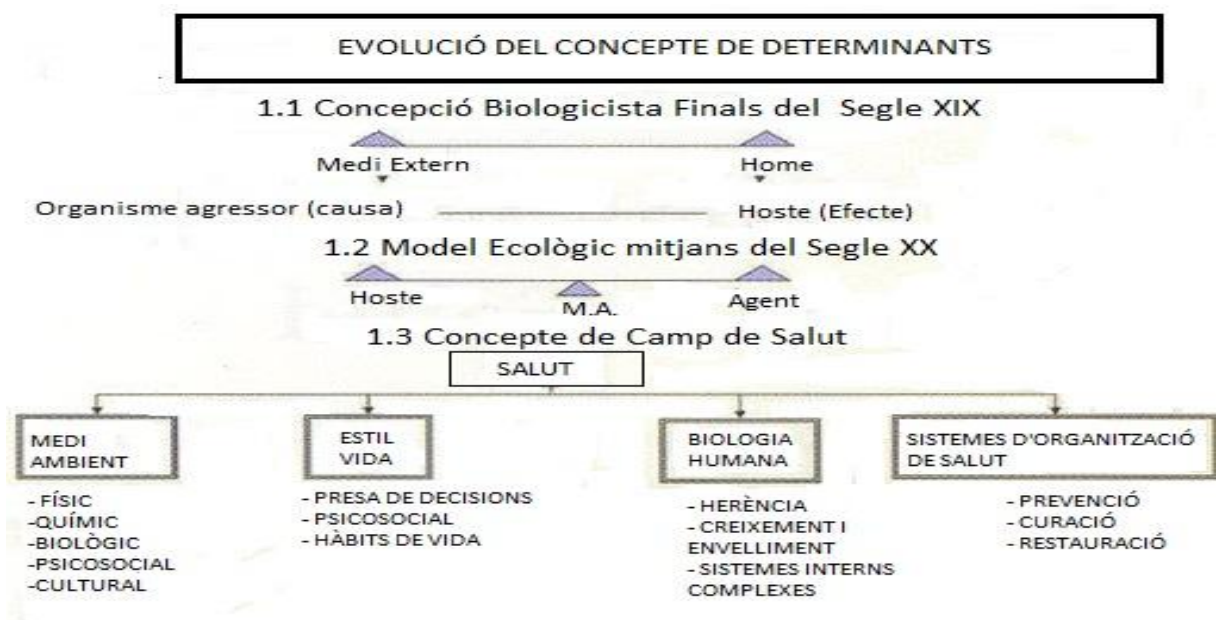 EVOLUCIÓ DEL CONCEPTE DE DETERMINANTS
1.1 Concepció Biologicista Finals del Segle XIX
Medi Extern Home
Organisme agressor (causa) Hoste (Efecte)
1.2 Model Ecològic mitjans del Segle XX
Hoste M.A. Agent
1.3 Concepte de Camp de Salut
SALUT
MEDI
AMBIENT
- FÍSIC
-QUÍMIC
-BIOLÒGIC
-PSICOSOCIAL
-CULTURAL
ESTIL
VIDA
- PRESA DE DECISIONS
- PSICOSOCIAL
- HÀBITS DE VIDA
BIOLOGIA
HUMANA
- HERÈNCIA
- CREIXEMENT I
ENVELLIMENT
- SISTEMES INTERNS
COMPLEXES
SISTEMES D'ORGANITZACIÓ
DE SALUT
- PREVENCIÓ
- CURACIÓ
- RESTAURACIÓ